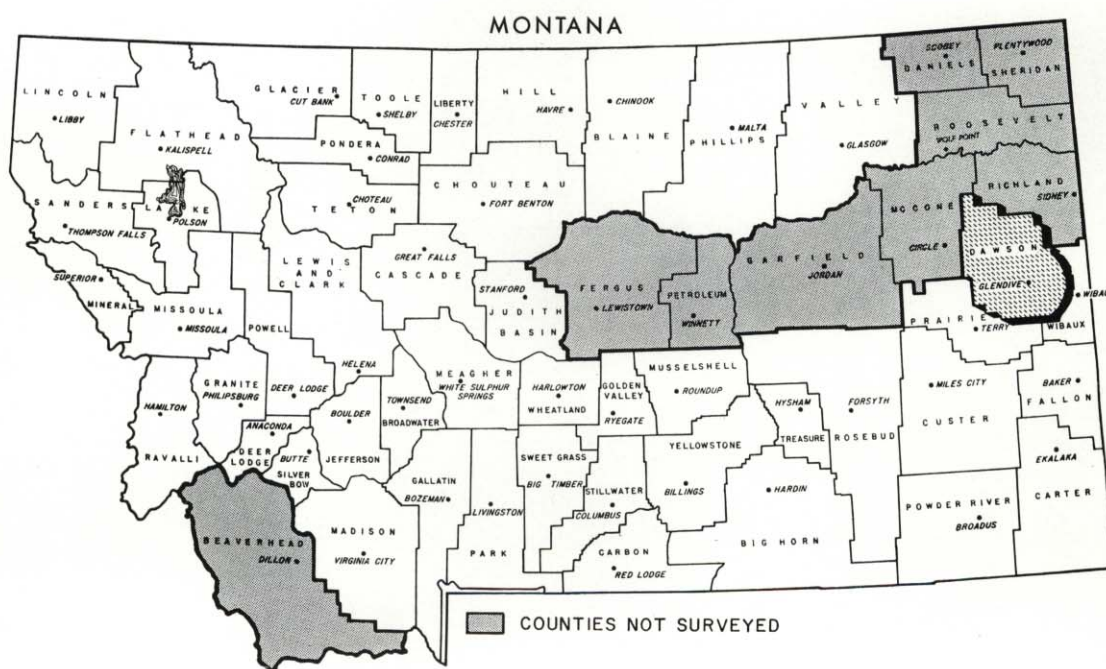 MONTANA
LINCOLN
LIBBY
FLATHEAD
KALISPELL
GLACIER
CUT BANK
TOOLE
SHELBY
LIBERTY
CHESTER
HILL
HAVRE
CHINOOK
BLAINE
MALTA
PHILLIPS
VALLEY
GLASGOW
SCOBEY
DANIELS
PLENTYWOOD
SHERIDAN
ROOSEVELT
WOLF POINT
PONDERA
CONRAD
SANDERS
THOMPSON FALLS
LAKE
POLSON
TETON
CHOTEAU
CHOUTEAU
FORT BENTON
RICHLAND
SIDNEY
MCCONE
CIRCLE
DAWSON
GLENDIVE
SUPERIOR
MINERAL
MISSOULA
MISSOULA
POWELL
LEWIS
AND
CLARK
GREAT FALLS
CASCADE
STANFORD
JUDITH
BASIN
FERGUS
LEWISTOWN
PETROLEUM
WINNETT
GARFIELD
JORDAN
PRAIRIE
TERRY
WIBAUX
WIBAUX
HELENA
GRANITE
PHILIPSBURG
DEER LODGE
HAMILTON
RAVALLI
ANACONDA
DEER
LODGE
BUTTE
SILVER
BOW
BOULDER
JEFFERSON
TOWNSEND
BROADWATER
MEAGHER
WHITE SULPHUR
SPRINGS
HARLOWTON
WHEATLAND
GOLDEN
VALLEY
RYEGATE
MUSSELSHELL
ROUNDUP
HYSHAM
TREASURE
FORSYTH
ROSEBUD
MILES CITY
CUSTER
BAKER
FALLON
EKALAKA
CARTER
POWDER RIVER
BROADUS
GALLATIN
BOZEMAN
LIVINGSTON
PARK
SWEET GRASS
BIG TIMBER
STILLWATER
COLUMBUS
YELLOWSTONE
BILLINGS
HARDIN
BIG HORN
CARBON
RED LODGE
MADISON
VIRGINIA CITY
BEAVERHEAD
DILLON
COUNTIES NOT SURVEYED